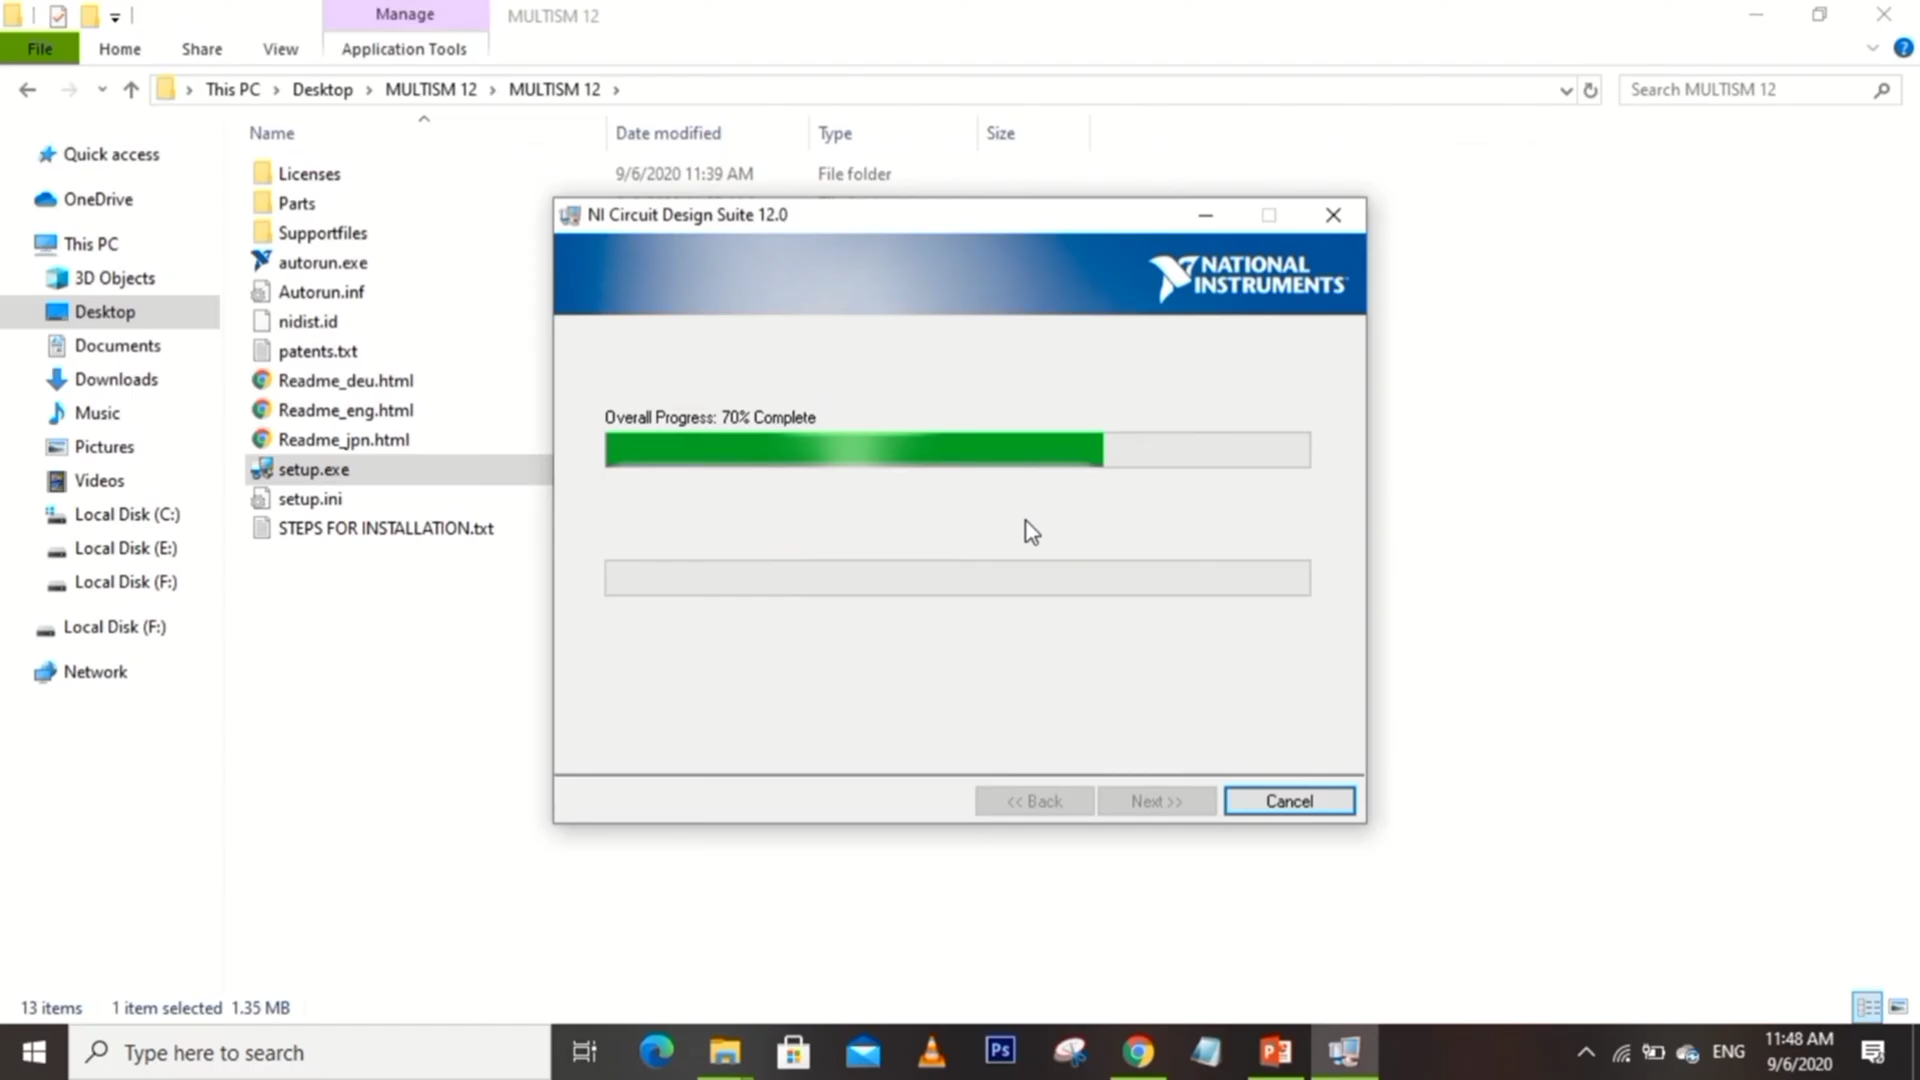 Manage
MULTISM 12
File
Home
Share
View
Application Tools
This PC
Desktop
MULTISM 12
MULTISM 12
Search MULTISM 12
Name
Date modified
Type
Size
Quick access
OneDrive
This PC
3D Objects
Desktop
Documents
Downloads
Music
Pictures
Videos
Local Disk (C:)
Local Disk (E:)
Local Disk (F:)
Local Disk (F:)
Network
Licenses
9/6/2020 11:39 AM
File folder
Parts
Supportfiles
autorun.exe
Autorun.inf
nidist.id
patents.txt
Readme_deu.html
Readme_eng.html
Readme_jpn.html
setup.exe
setup.ini
STEPS FOR INSTALLATION.txt
NI Circuit Design Suite 12.0
NATIONAL
INSTRUMENTS
Overall Progress: 70% Complete
<< Back
Next >>
Cancel
13 items
1 item selected 1.35 MB
Type here to search
Ps
ENG
11:48 AM
9/6/2020